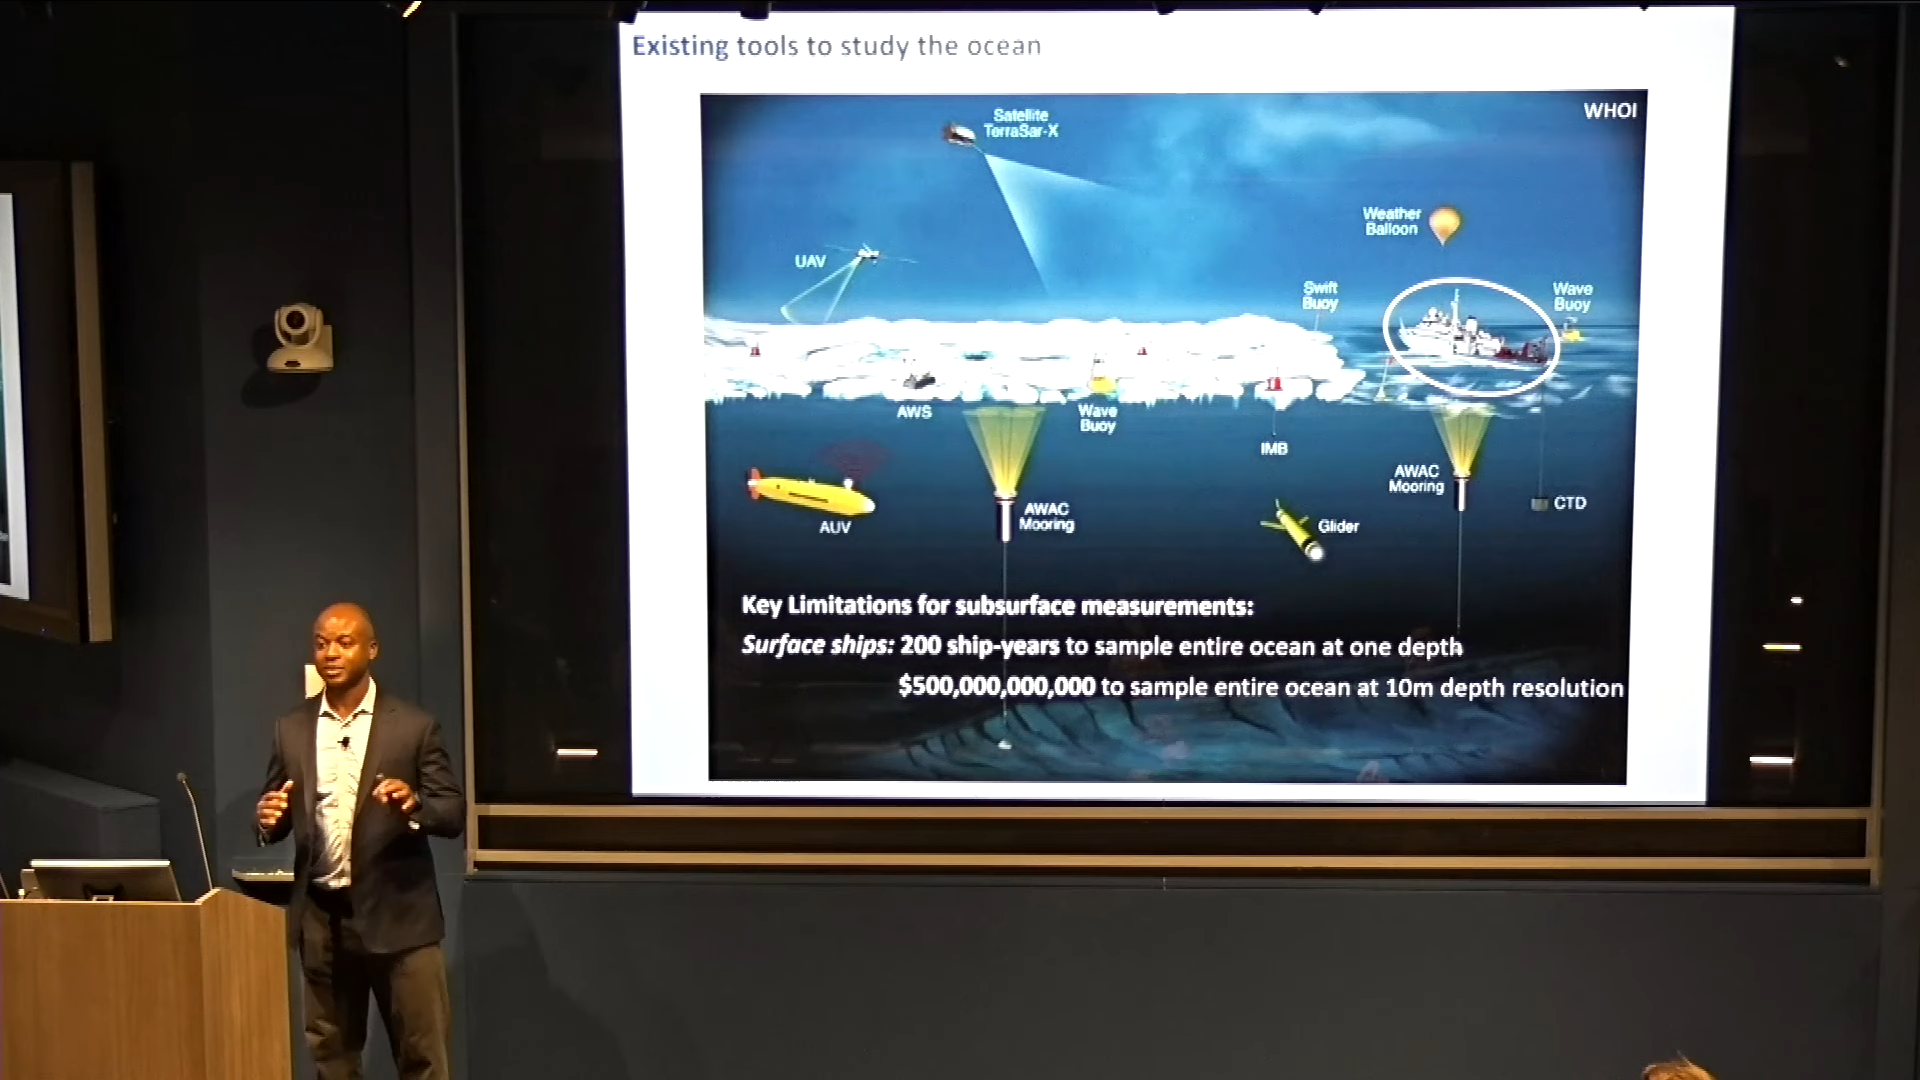 Existing tools to study the ocean
WHOI
Satellite
TerraSar-X
Weather
Balloon
UAV
Swift
Buoy
Wave
Buoy
AWS
Wave
Buoy
IMB
AWAC
Mooring
CTD
AUV
AWAC
Mooring
Glider
Key Limitations for subsurface measurements:
Surface ships: 200 ship-years to sample entire ocean at one depth
$500,000,000,000 to sample entire ocean at 10m depth resolution